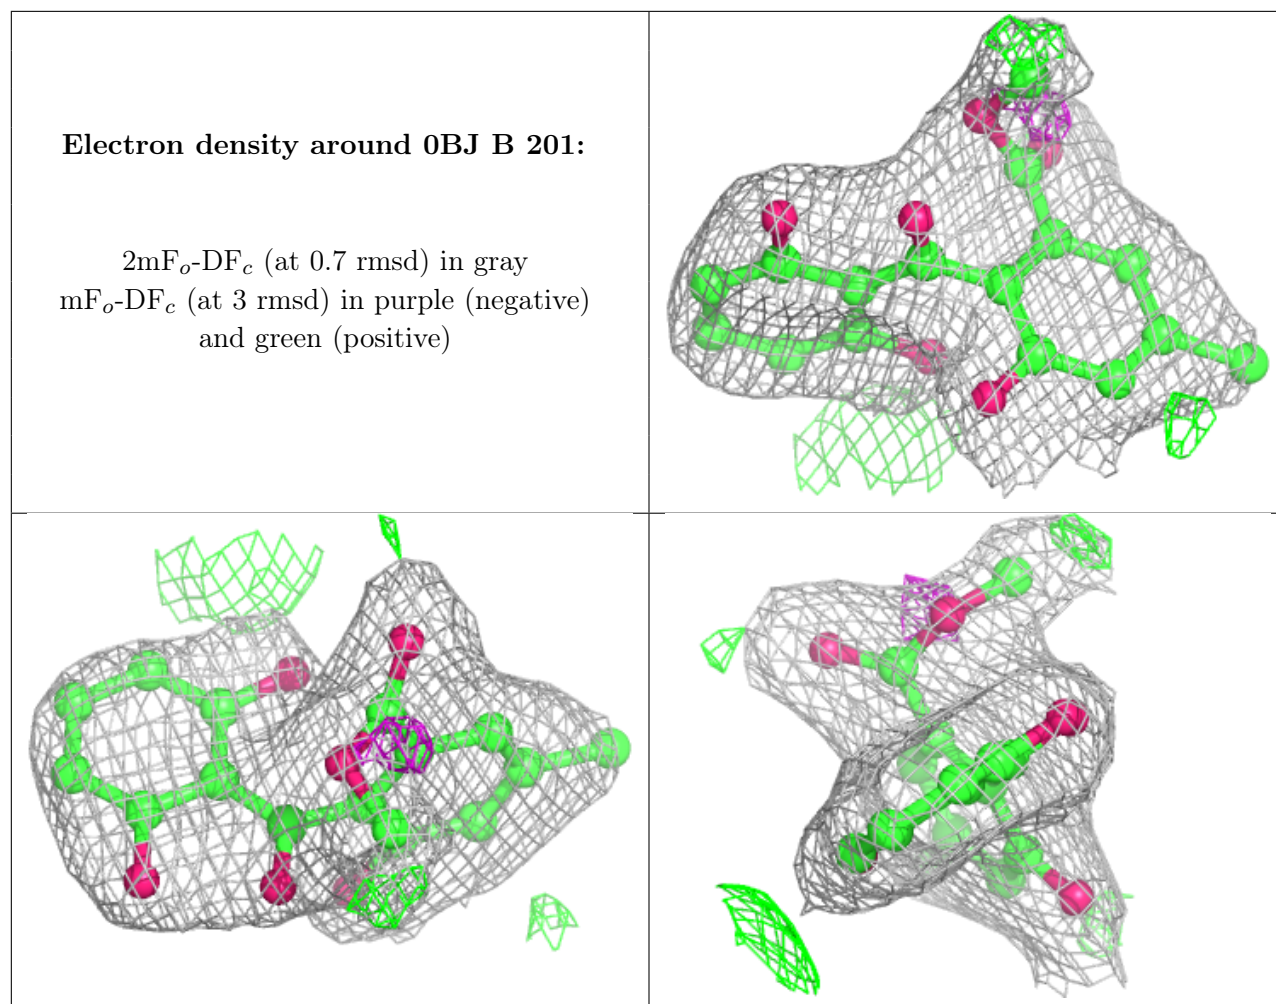 Electron density around 0BJ B 201:
2mFo-DFc (at 0.7 rmsd) in gray
mFo-DFc (at 3 rmsd) in purple (negative)
and green (positive)